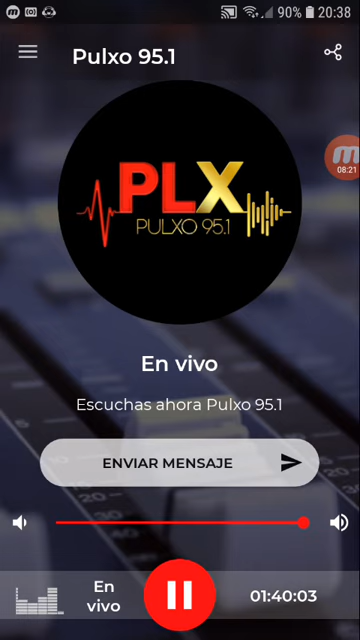 90% 20:38
Pulxo 95.1
08:21
PLX
PULXO 95.1
En vivo
Escuchas ahora Pulxo 95.1
ENVIAR MENSAJE
En
vivo
01:40:03